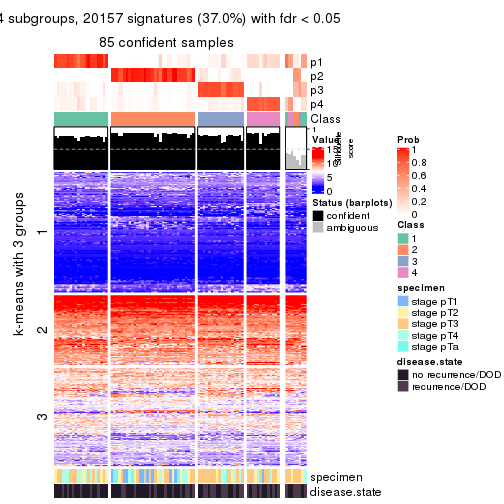 4 subgroups, 20157 signatures (37.0%) with fdr < 0.05
85 confident samples
p1
p2
p3
p4
Class
1
Silhouette
score
k-means with 3 groups
1
2
3
specimen
disease.state
Value
15
10
5
0
Status (barplots)
confident
ambiguous
Prob
1
0.8
0.6
0.4
0.2
0
Class
1
2
3
4
specimen
stage pT1
stage pT2
stage pT3
stage pT4
stage pTa
disease.state
no recurrence/DOD
recurrence/DOD